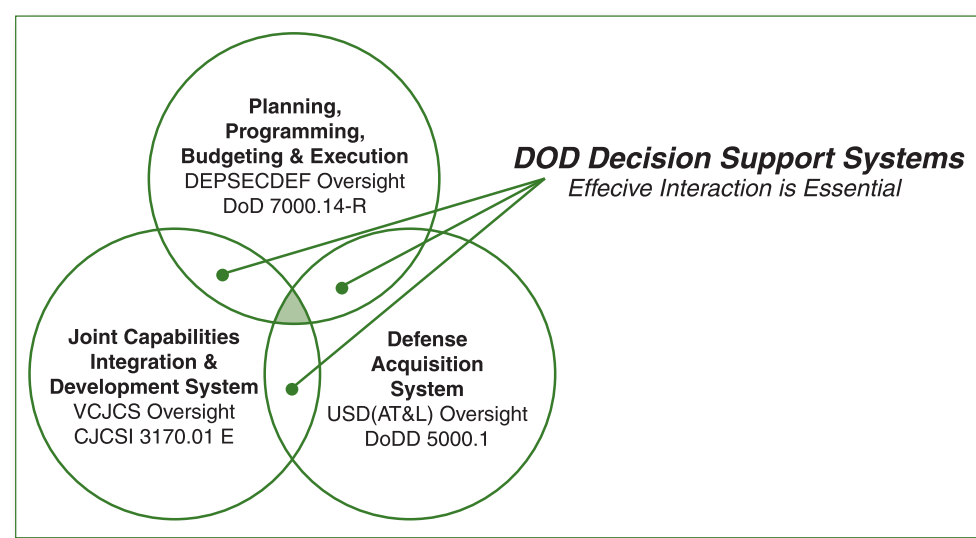 Planning,
Programming,
Budgeting & Execution
DEPSECDEF Oversight
DoD 7000.14-R
DOD Decision Support Systems
Effecive Interaction is Essential
Joint Capabilities
Integration &
Development System
VCJCS Oversight
CJCSI 3170.01 E
Defense
Acquisition
System
USD(AT&L) Oversight
DoDD 5000.1